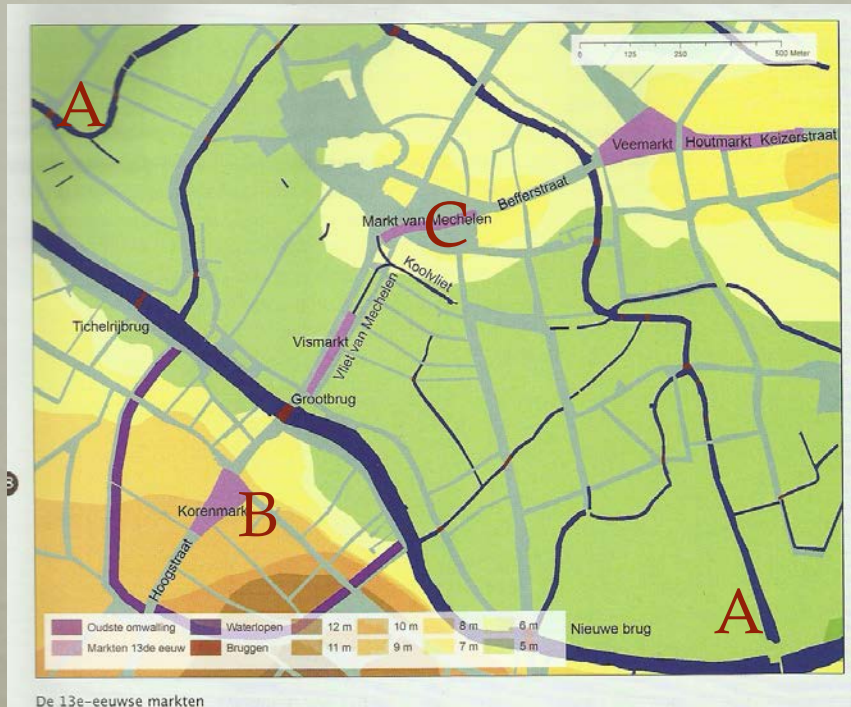 0 125 250 500 Meter
A
Veemarkt Houtmarkt Keizerstraat
Befferstraat
Markt van Mechelen
C
Koolvliet
Tichelrijbrug
Vismarkt
Vliet van Mechelen
Grootbrug
Korenmark
B
Hoogstraat
A
Nieuwe brug
Oudste omwalling Waterlopen 12 m 10 m 8 m 6 m
Markten 13de eeuw Bruggen 11 m 9 m 7 m 5 m
De 13e-eeuwse markten